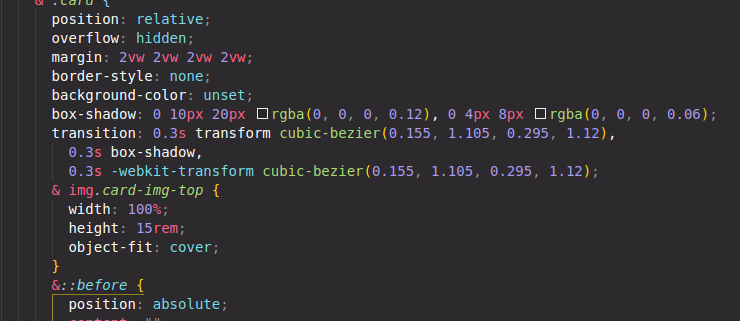 & .card {
position: relative;
overflow: hidden;
margin: 2vw 2vw 2vw 2vw;
border-style: none;
background-color: unset;
box-shadow: 0 10px 20px rgba(0, 0, 0, 0.12), 0 4px 8px rgba(0, 0, 0, 0.06);
transition: 0.3s transform cubic-bezier(0.155, 1.105, 0.295, 1.12),
0.3s box-shadow,
0.3s -webkit-transform cubic-bezier(0.155, 1.105, 0.295, 1.12);
& img.card-img-top {
width: 100%;
height: 15rem;
object-fit: cover;
}
&::before {
position: absolute;
content: ""